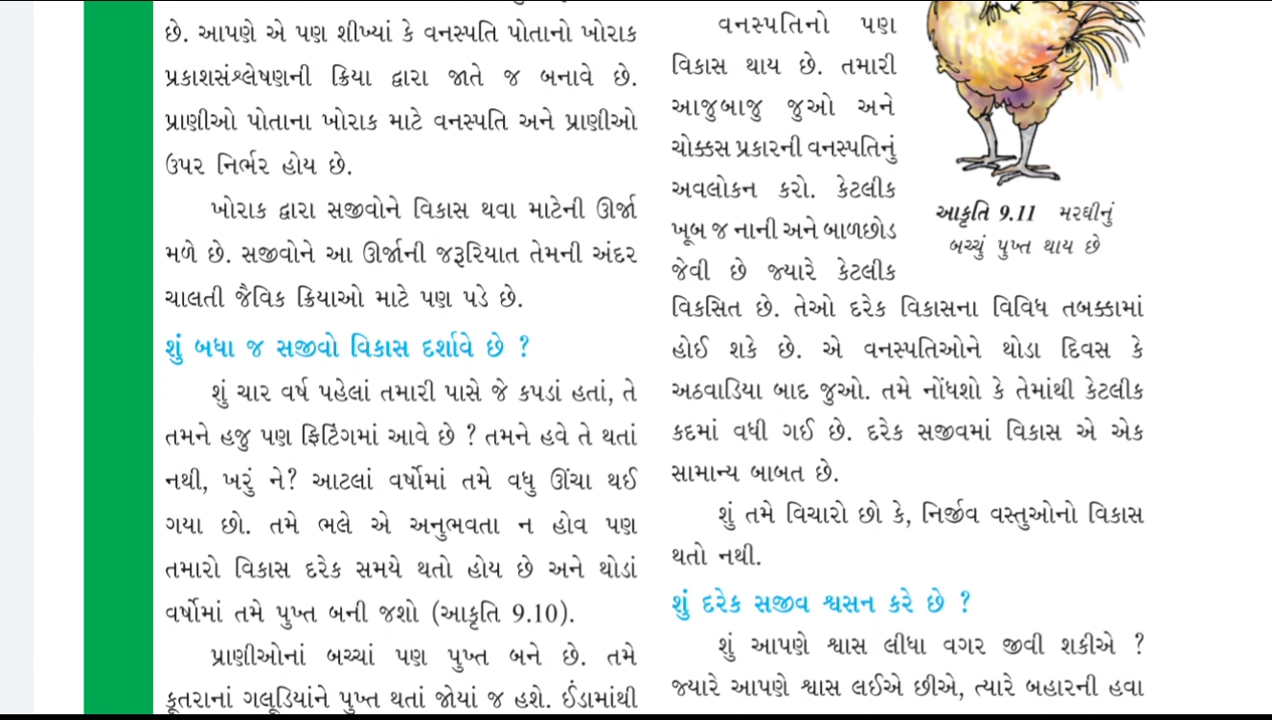 છે. આપણે એ પણ શીખ્યાં કે વનસ્પતિ પોતાનો ખોરાક
પ્રકાશસંશ્લેષણની ક્રિયા દ્વારા જાતે જ બનાવે છે.
પ્રાણીઓ પોતાના ખોરાક માટે વનસ્પતિ અને પ્રાણીઓ
ઉપર નિર્ભર હોય છે.
ખોરાક દ્વારા સજીવોને વિકાસ થવા માટેની ઊર્જા
મળે છે. સજીવોને આ ઊર્જાની જરૂરિયાત તેમની અંદર
ચાલતી જૈવિક ક્રિયાઓ માટે પણ પડે છે.
શું બધા જ સજીવો વિકાસ દર્શાવે છે ?
શું ચાર વર્ષ પહેલાં તમારી પાસે જે કપડાં હતાં, તે
તમને હજુ પણ ફિટિંગમાં આવે છે ? તમને હવે તે થતાં
નથી, ખરું ને? આટલાં વર્ષોમાં તમે વધુ ઊંચા થઈ
ગયા છો. તમે ભલે એ અનુભવતા ન હોવ પણ
તમારો વિકાસ દરેક સમયે થતો હોય છે અને થોડાં
વર્ષોમાં તમે પુખ્ત બની જશો (આકૃતિ 9.10).
પ્રાણીઓનાં બચ્ચાં પણ પુખ્ત બને છે. તમે
કૂતરાનાં ગલૂડિયાંને પુખ્ત થતાં જોયાં જ હશે. ઈંડામાંથી
વનસ્પતિનો પણ
વિકાસ થાય છે. તમારી
આજુબાજુ જુઓ અને
ચોક્કસ પ્રકારની વનસ્પતિનું
અવલોકન કરો. કેટલીક
ખૂબ જ નાની અને બાળછોડ
જેવી છે જ્યારે કેટલીક
વિકસિત છે. તેઓ દરેક વિકાસના વિવિધ તબક્કામાં
હોઈ શકે છે. એ વનસ્પતિઓને થોડા દિવસ કે
અઠવાડિયા બાદ જુઓ. તમે નોંધશો કે તેમાંથી કેટલીક
કદમાં વધી ગઈ છે. દરેક સજીવમાં વિકાસ એ એક
સામાન્ય બાબત છે.
શું તમે વિચારો છો કે, નિર્જીવ વસ્તુઓનો વિકાસ
થતો નથી.
શું દરેક સજીવ શ્વસન કરે છે ?
શું આપણે શ્વાસ લીધા વગર જીવી શકીએ ?
જ્યારે આપણે શ્વાસ લઈએ છીએ, ત્યારે બહારની હવા
આકૃતિ 9.11 મરઘીનું
બચ્ચું પુખ્ત થાય છે